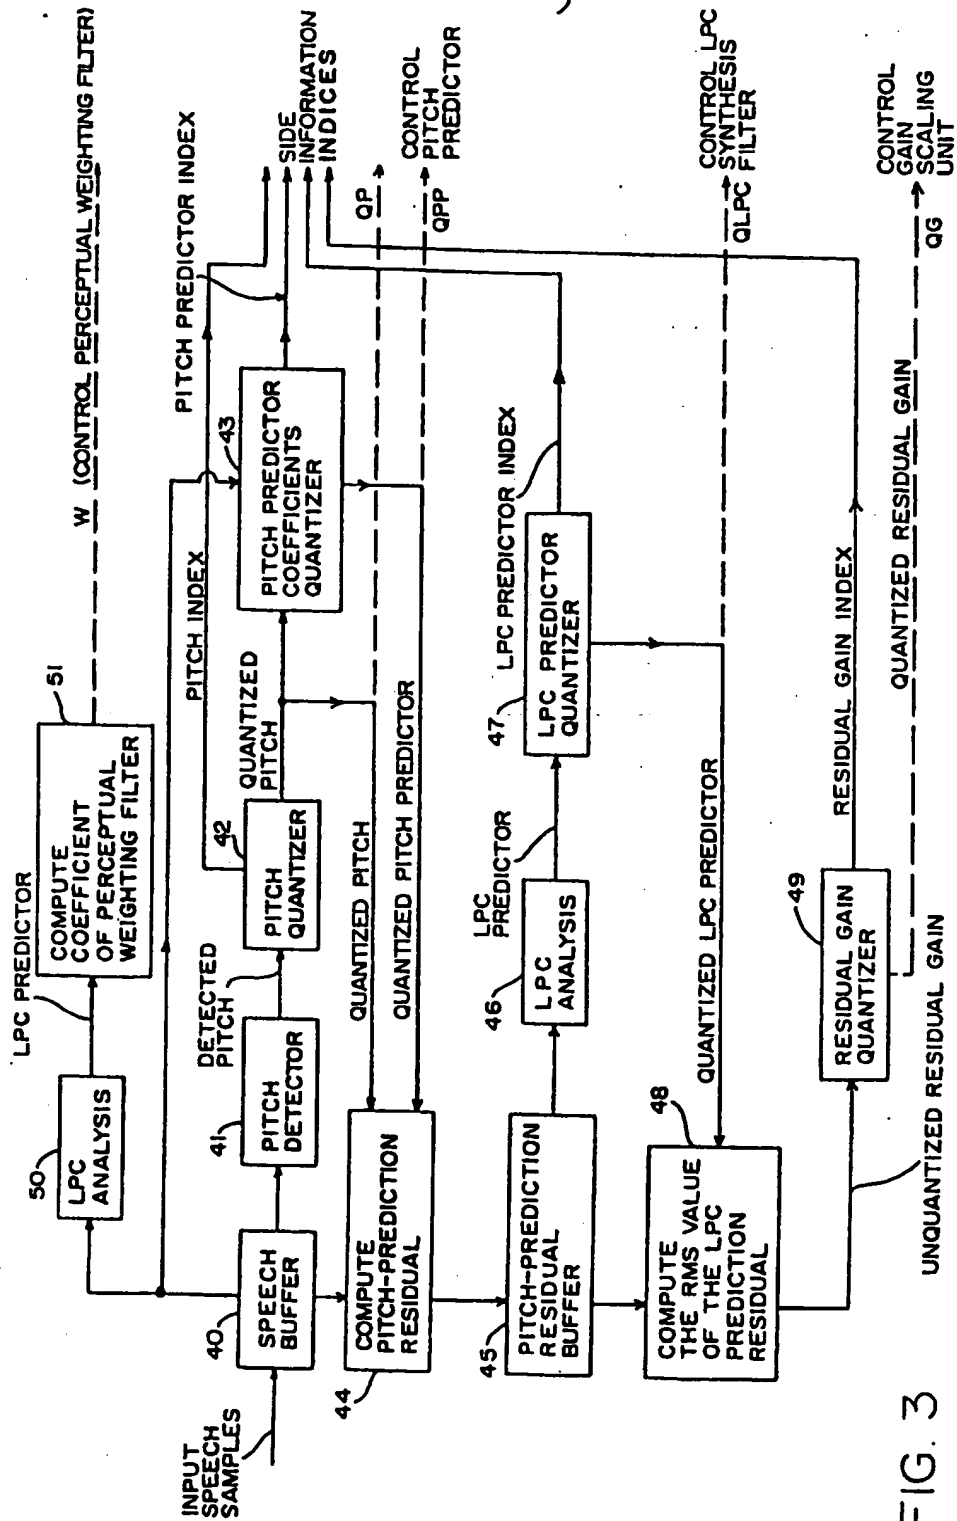 W (CONTROL PERCEPTUAL WEIGHTING FILTER)
LPC PREDICTOR
50
LPC
ANALYSIS
51
COMPUTE
COEFFICIENT
OF PERCEPTUAL
WEIGHTING FILTER
PITCH INDEX
PITCH PREDICTOR INDEX
INPUT
SPEECH
SAMPLES
40
SPEECH
BUFFER
41
PITCH
DETECTOR
DETECTED
PITCH
42
PITCH
QUANTIZER
QUANTIZED
PITCH
43
PITCH PREDICTOR
COEFFICIENTS
QUANTIZER
SIDE
INFORMATION
INDICES
44
COMPUTE
PITCH-PREDICTION
RESIDUAL
QUANTIZED PITCH
QP
QUANTIZED PITCH PREDICTOR
QPP
CONTROL
PITCH
PREDICTOR
45
PITCH-PREDICTION
RESIDUAL
BUFFER
46
LPC
ANALYSIS
LPC
PREDICTOR
47
LPC PREDICTOR
QUANTIZER
LPC PREDICTOR INDEX
48
COMPUTE
THE RMS VALUE
OF THE LPC
PREDICTION
RESIDUAL
QUANTIZED LPC PREDICTOR
CONTROL LPC
SYNTHESIS
QLPC FILTER
49
RESIDUAL GAIN
QUANTIZER
RESIDUAL GAIN INDEX
QUANTIZED RESIDUAL GAIN
QG
CONTROL
GAIN
SCALING
UNIT
UNQUANTIZED RESIDUAL GAIN
FIG. 3